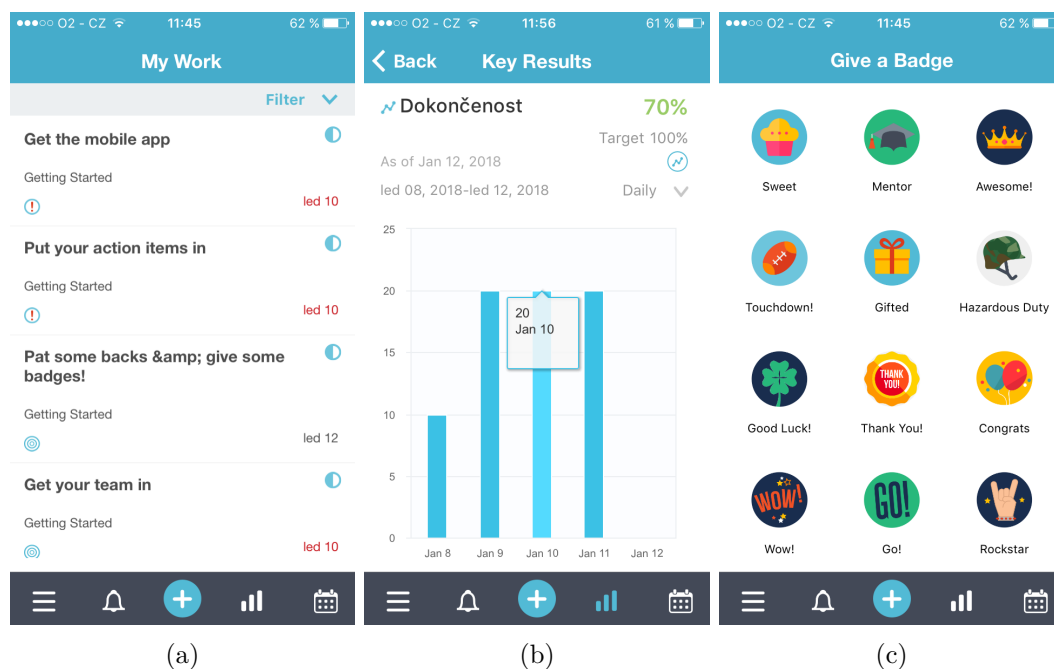 O2 - CZ 11:45 62 %
My Work
Filter
Get the mobile app
Getting Started
led 10
Put your action items in
Getting Started
led 10
Pat some backs &amp; give some
badges!
Getting Started
led 12
Get your team in
Getting Started
led 10
(a)
O2 - CZ 11:56 61 %
Back Key Results
Dokončenost 70%
Target 100%
As of Jan 12, 2018
led 08, 2018-led 12, 2018 Daily
25
20
15
10
5
0
20
Jan 10
Jan 8 Jan 9 Jan 10 Jan 11 Jan 12
(b)
O2 - CZ 11:45 62 %
Give a Badge
Sweet Mentor Awesome!
Touchdown! Gifted Hazardous Duty
THANK
YOU!
Good Luck! Thank You! Congrats
WOW! GO!
Wow! Go! Rockstar
(c)